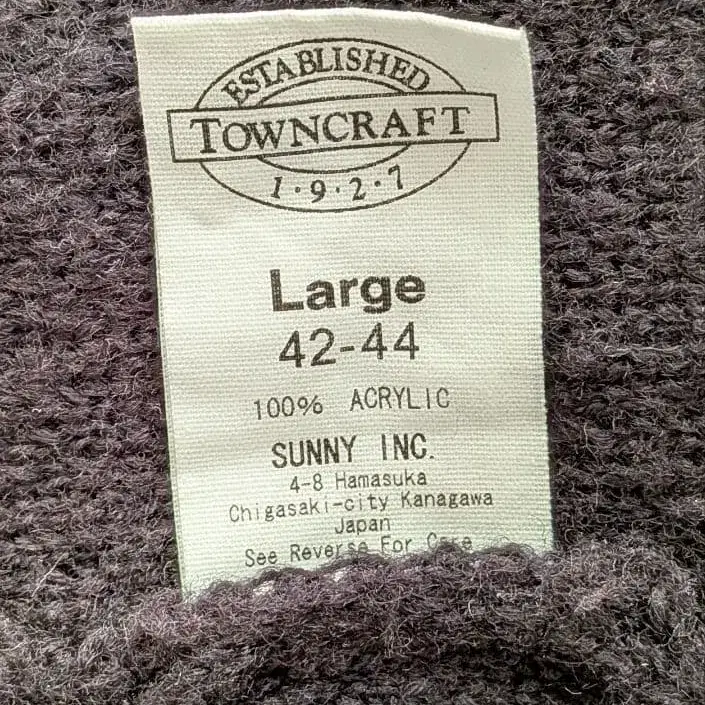 ESTABLISHED
TOWNCRAFT
1·9·2·7
Large
42-44
100% ACRYLIC
SUNNY INC.
4-8 Hamasuka
Chigasaki-city Kanagawa
Japan
See Reverse For Care